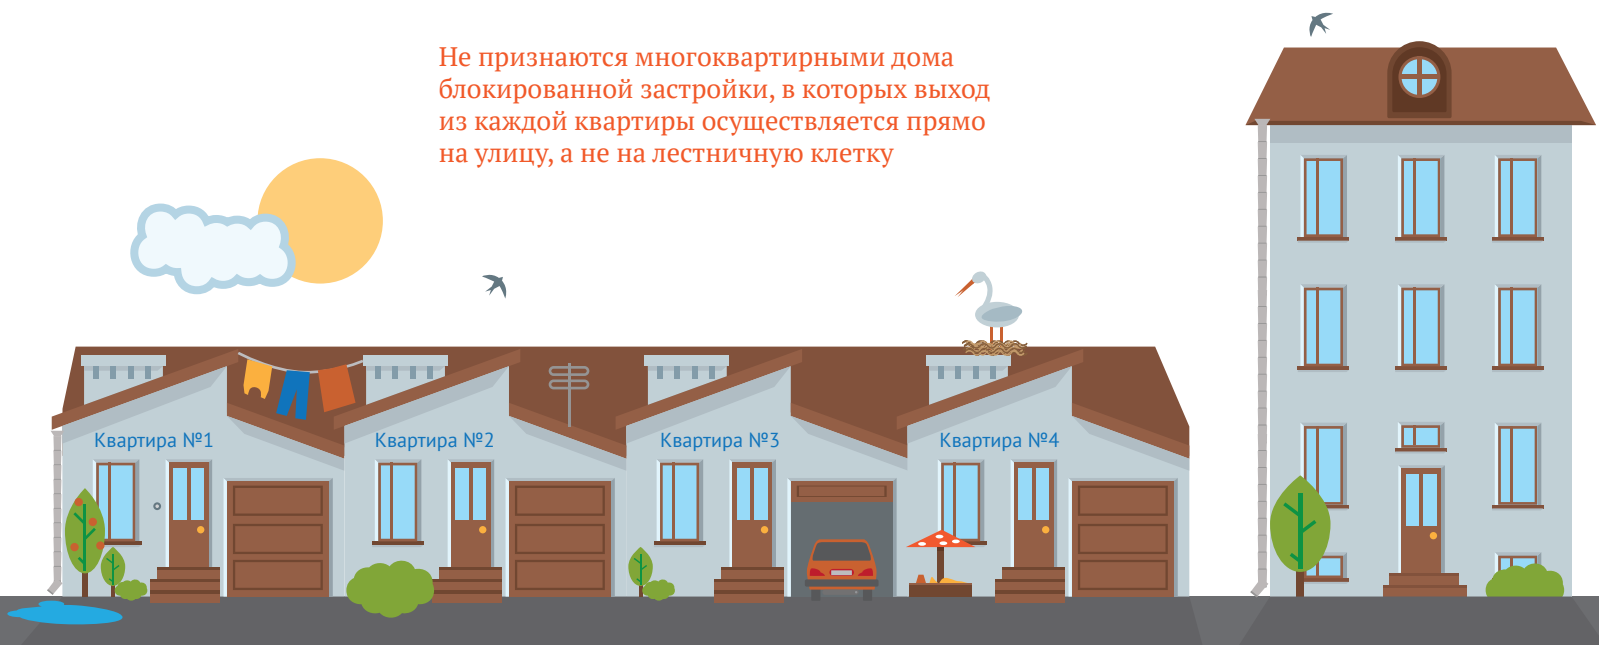 Не признаются многоквартирными дома
блокированной застройки, в которых выход
из каждой квартиры осуществляется прямо
на улицу, а не на лестничную клетку
Квартира №1
Квартира №2
Квартира №3
Квартира №4